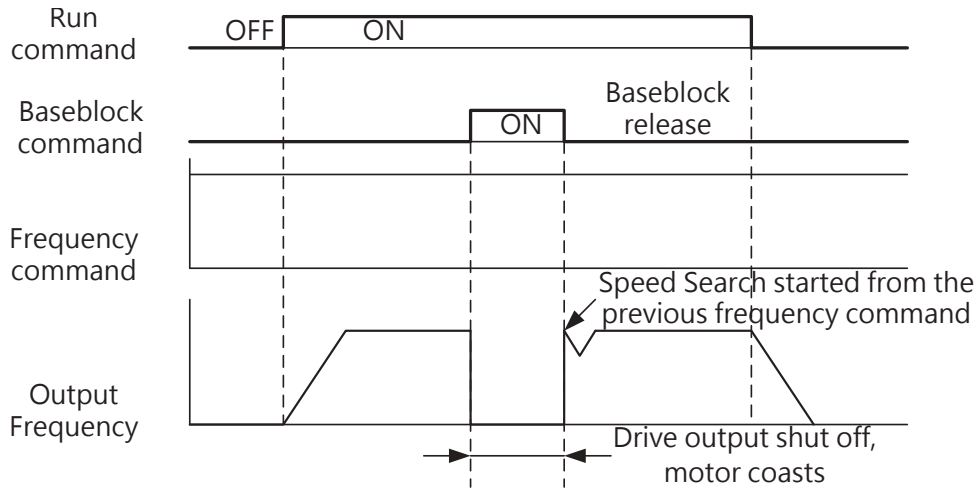 Run
command
OFF
ON
Baseblock
command
ON
Baseblock
release
Frequency
command
Speed Search started from the
previous frequency command
Output
Frequency
Drive output shut off,
motor coasts